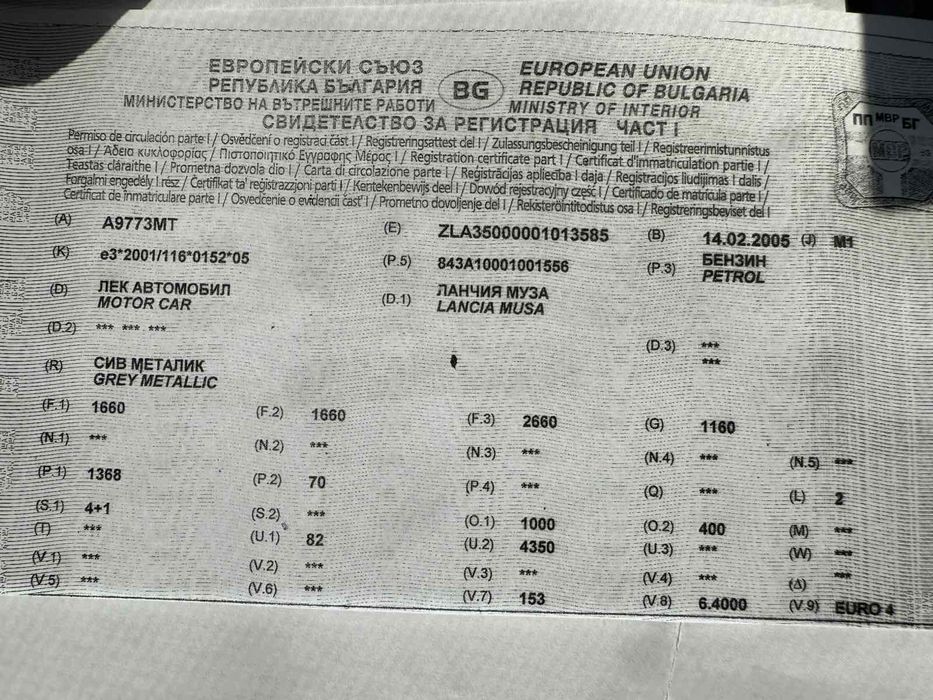 ЕВРОПЕЙСКИ СЪЮЗ
РЕПУБЛИКА БЪЛГАРИЯ
МИНИСТЕРСТВО НА ВЪТРЕШНИТЕ РАБОТИ
BG
EUROPEAN UNION
REPUBLIC OF BULGARIA
MINISTRY OF INTERIOR
СВИДЕТЕЛСТВО ЗА РЕГИСТРАЦИЯ ЧАСТ I
ПП МВР БГ
Permiso de circulación parte I / Osvědčení o registraci část I / Registreringsattest del I / Zulassungsbescheinigung teil I / Registreerimistunnistus
osa I / Άδεια κυκλοφορίας / Πιστοποιητικό Εγγραφής Μέρος I / Registration certificate part I / Certificat d'immatriculation partie I /
Teastas cláraithe I / Prometna dozvola dio I / Carta di circolazione parte I / Reģistrācijas apliecība I daļa / Registracijos liudijimas I dalis /
Forgalmi engedély I rész / Ċertifikat ta' reġistrazzjoni parti I / Kentekenbewijs deel I / Dowód rejestracyjny część I / Certificado de matrícula parte I /
Certificat de înmatriculare parte I / Osvedčenie o evidencii časť I / Prometno dovoljenje del I / Rekisteröintitodistus osa I / Registreringsbeviset del I
(A) A9773MT (E) ZLA35000001013585 (B) 14.02.2005 (J) M1
(K) e3*2001/116*0152*05 (P.5) 843A10001001556 (P.3) БЕНЗИН
PETROL
(D) ЛЕК АВТОМОБИЛ (D.1) ЛАНЧИЯ МУЗА
MOTOR CAR LANCIA MUSA
(D.2) *** *** *** (D.3) ***
***
(R) СИВ МЕТАЛИК
GREY METALLIC
(F.1) 1660 (F.2) 1660 (F.3) 2660 (G) 1160
(N.1) *** (N.2) *** (N.3) *** (N.4) *** (N.5) ***
(P.1) 1368 (P.2) 70 (P.4) *** (Q) *** (L) 2
(S.1) 4+1 (S.2) *** (O.1) 1000 (O.2) 400 (M) ***
(T) *** (U.1) 82 (U.2) 4350 (U.3) *** (W) ***
(V.1) *** (V.2) *** (V.3) *** (V.4) *** (Δ) ***
(V.5) *** (V.6) *** (V.7) 153 (V.8) 6.4000 (V.9) EURO 4